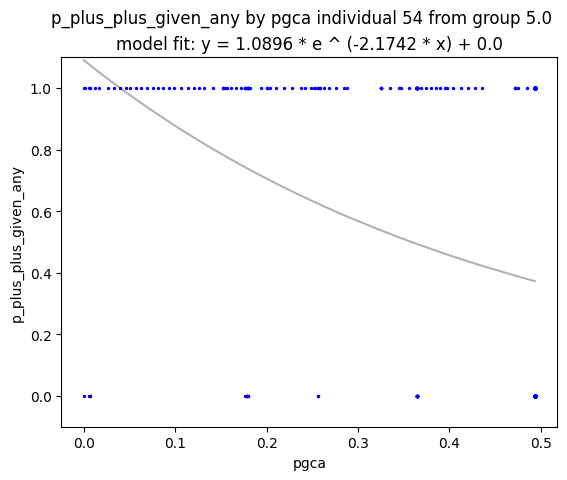 p_plus_plus_given_any by pgca individual 54 from group 5.0
model fit: y = 1.0896 * e ^ (-2.1742 * x) + 0.0
p_plus_plus_given_any
1.0
0.8
0.6
0.4
0.2
0.0
0.0 0.1 0.2 0.3 0.4 0.5
pgca